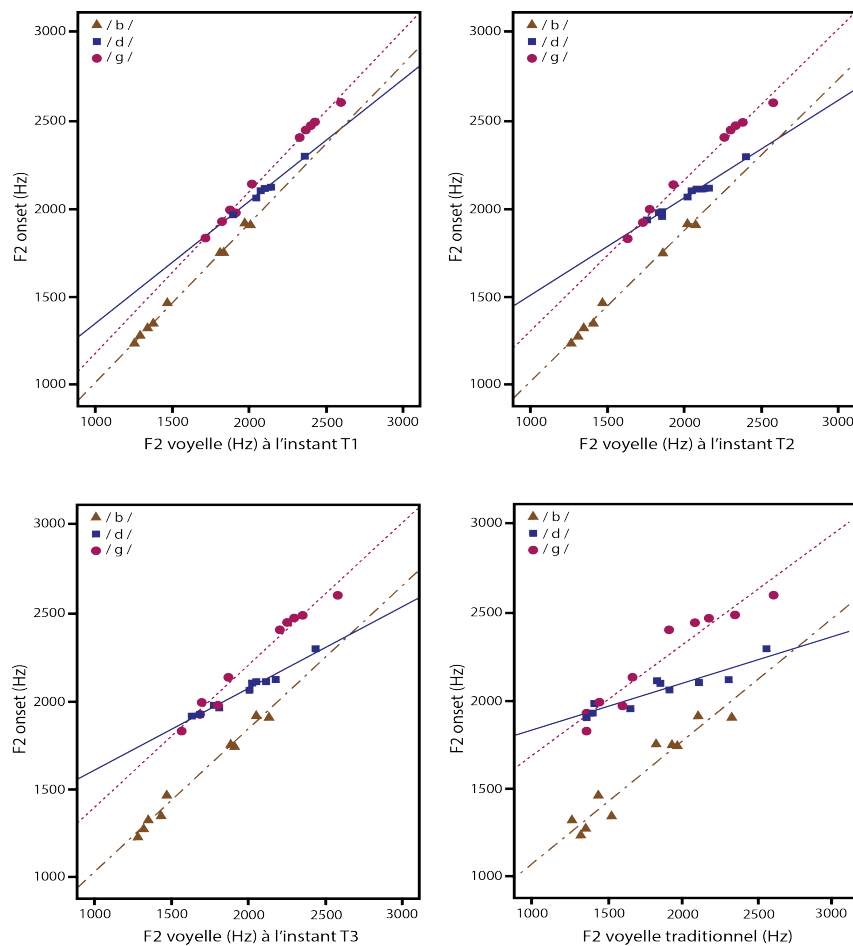 / b /
/ d /
/ g /
3000
2500
2000
1500
1000
F2 onset (Hz)
1000 1500 2000 2500 3000
F2 voyelle (Hz) à l'instant T1
/ b /
/ d /
/ g /
3000
2500
2000
1500
1000
F2 onset (Hz)
1000 1500 2000 2500 3000
F2 voyelle (Hz) à l'instant T2
/ b /
/ d /
/ g /
3000
2500
2000
1500
1000
F2 onset (Hz)
1000 1500 2000 2500 3000
F2 voyelle (Hz) à l'instant T3
/ b /
/ d /
/ g /
3000
2500
2000
1500
1000
F2 onset (Hz)
1000 1500 2000 2500 3000
F2 voyelle traditionnel (Hz)